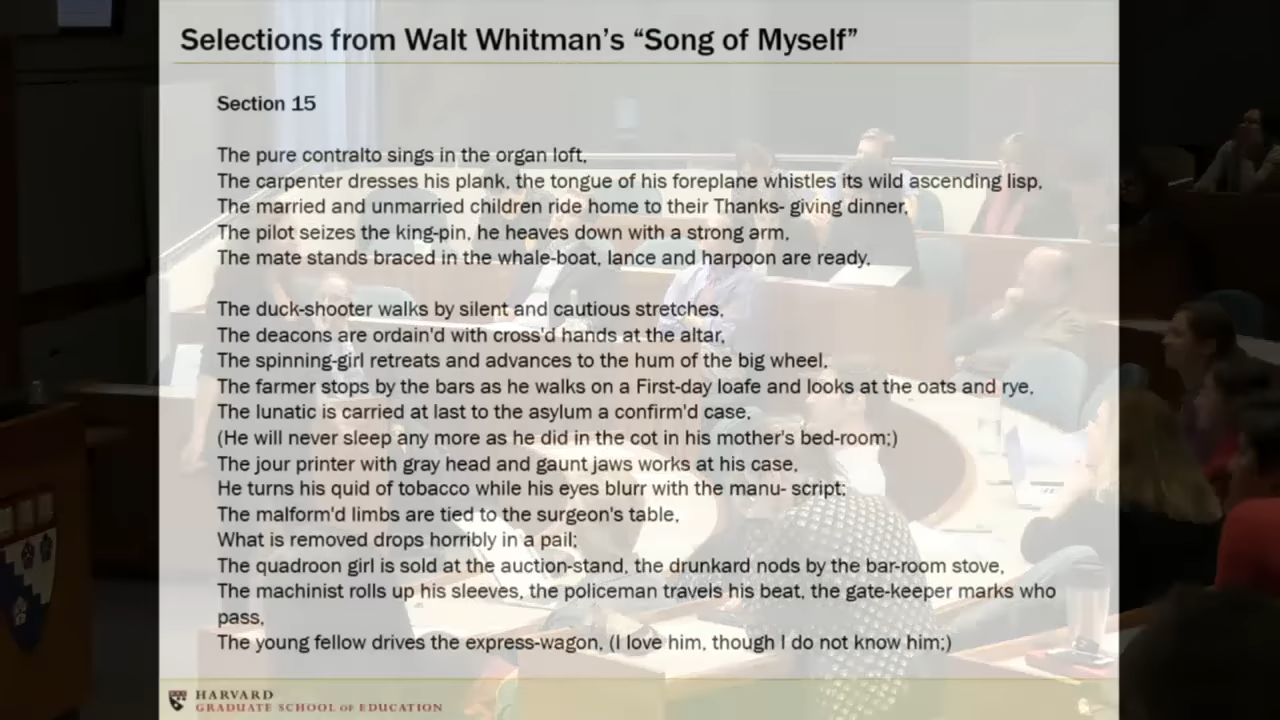 Selections from Walt Whitman's “Song of Myself”
Section 15
The pure contralto sings in the organ loft,
The carpenter dresses his plank, the tongue of his foreplane whistles its wild ascending lisp,
The married and unmarried children ride home to their Thanks- giving dinner,
The pilot seizes the king-pin, he heaves down with a strong arm,
The mate stands braced in the whale-boat, lance and harpoon are ready,
The duck-shooter walks by silent and cautious stretches,
The deacons are ordain'd with cross'd hands at the altar,
The spinning-girl retreats and advances to the hum of the big wheel,
The farmer stops by the bars as he walks on a First-day loafe and looks at the oats and rye,
The lunatic is carried at last to the asylum a confirm'd case,
(He will never sleep any more as he did in the cot in his mother's bed-room;)
The jour printer with gray head and gaunt jaws works at his case,
He turns his quid of tobacco while his eyes blurr with the manu- script;
The malform'd limbs are tied to the surgeon's table,
What is removed drops horribly in a pail;
The quadroon girl is sold at the auction-stand, the drunkard nods by the bar-room stove,
The machinist rolls up his sleeves, the policeman travels his beat, the gate-keeper marks who
pass,
The young fellow drives the express-wagon, (I love him, though I do not know him;)
HARVARD
GRADUATE SCHOOL OF EDUCATION